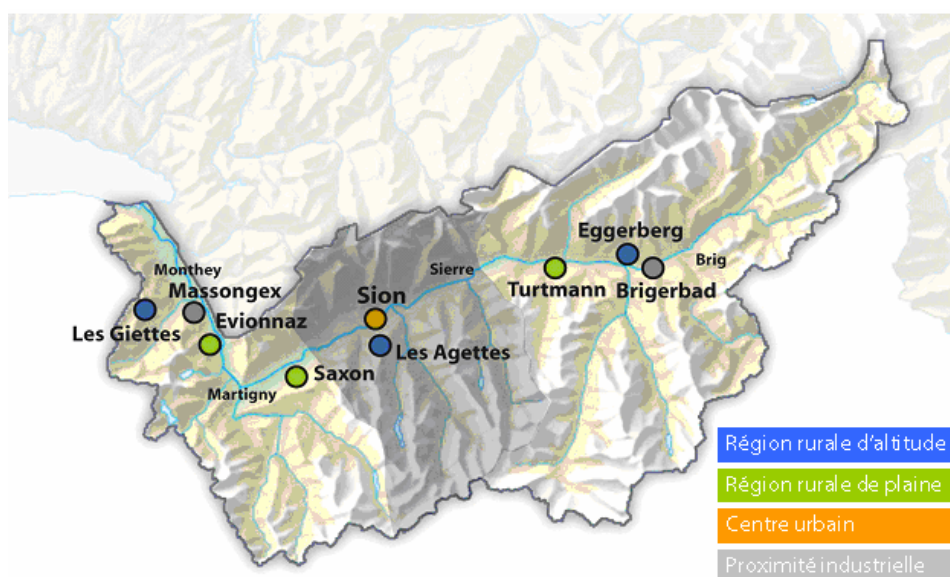 Eggerberg
Brig
Sierre
Monthey
Massongex
Sion
Turtmann
Brigerbad
Les Giettes
Evionnaz
Les Agettes
Saxon
Martigny
Région rurale d'altitude
Région rurale de plaine
Centre urbain
Proximité industrielle